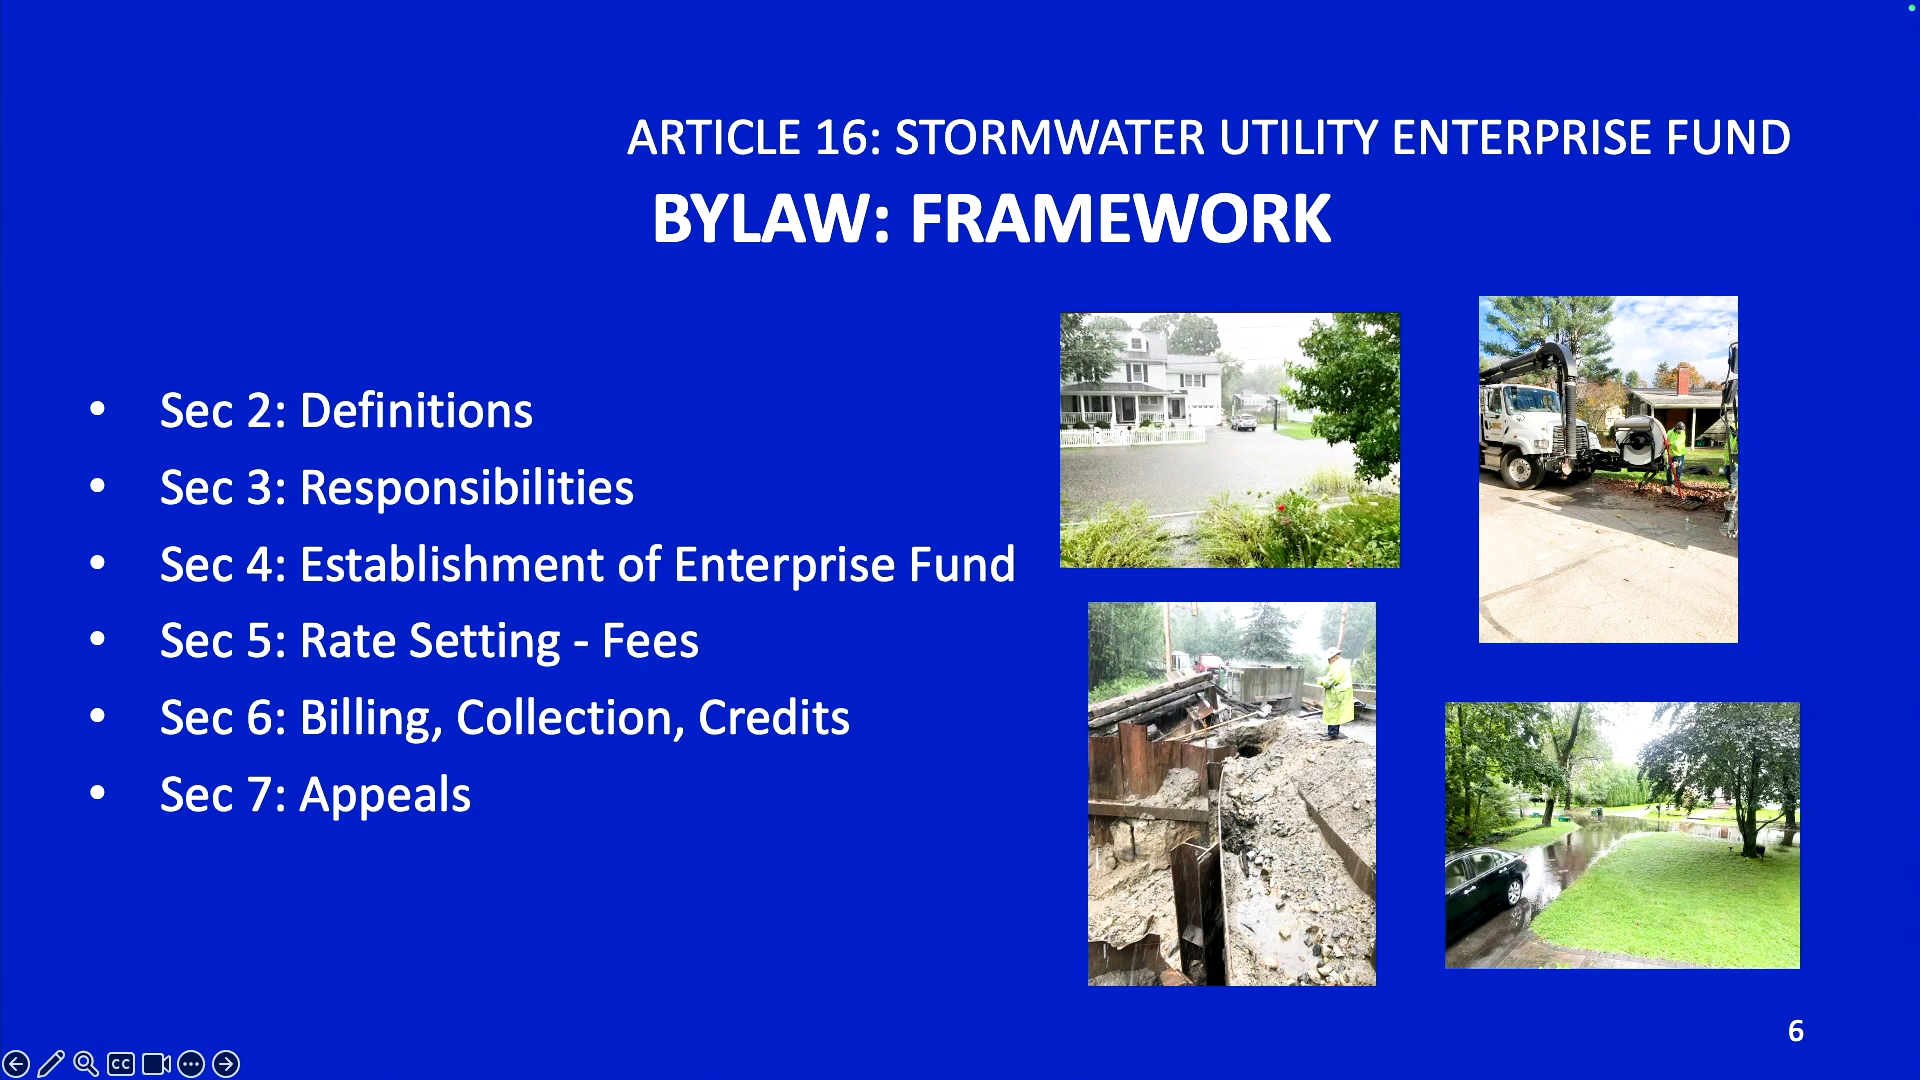 ARTICLE 16: STORMWATER UTILITY ENTERPRISE FUND
BYLAW: FRAMEWORK
• Sec 2: Definitions
• Sec 3: Responsibilities
• Sec 4: Establishment of Enterprise Fund
• Sec 5: Rate Setting - Fees
• Sec 6: Billing, Collection, Credits
• Sec 7: Appeals
6
CC